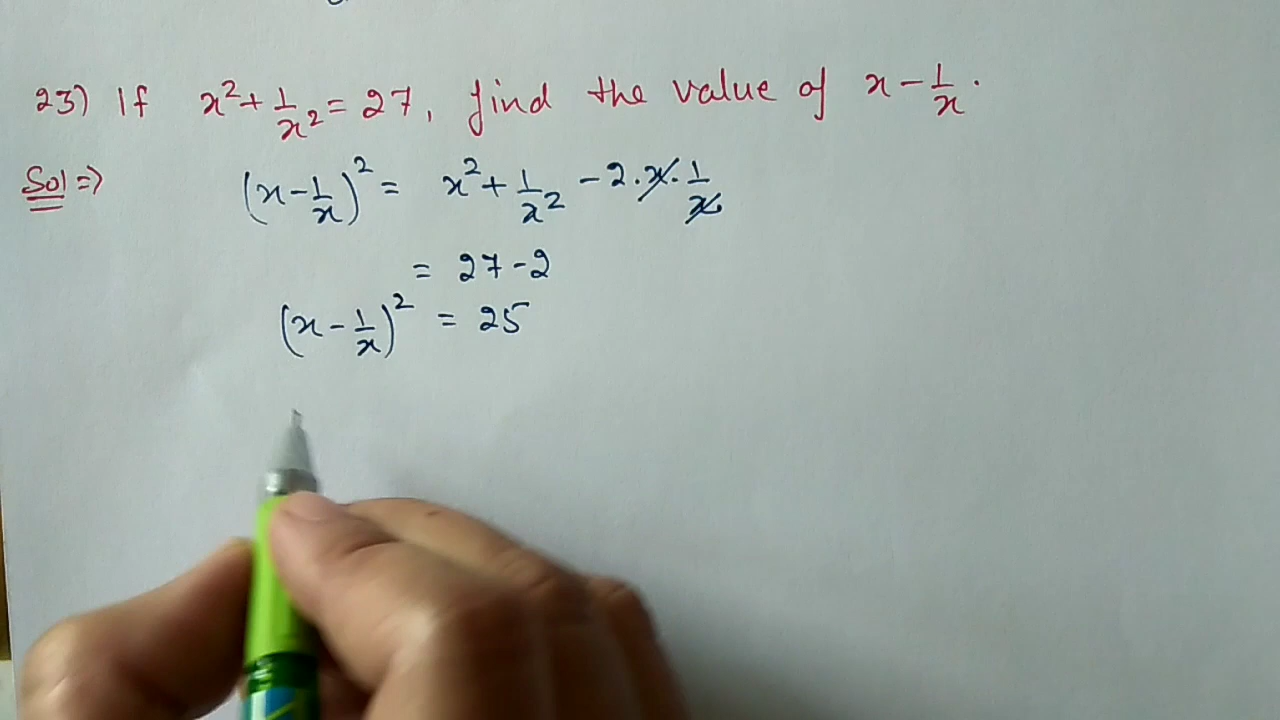 23) If x² + 1/x² = 27, find the value of x - 1/x.
Sol => (x - 1/x)² = x² + 1/x² - 2·x·1/x
= 27 - 2
(x - 1/x)² = 25